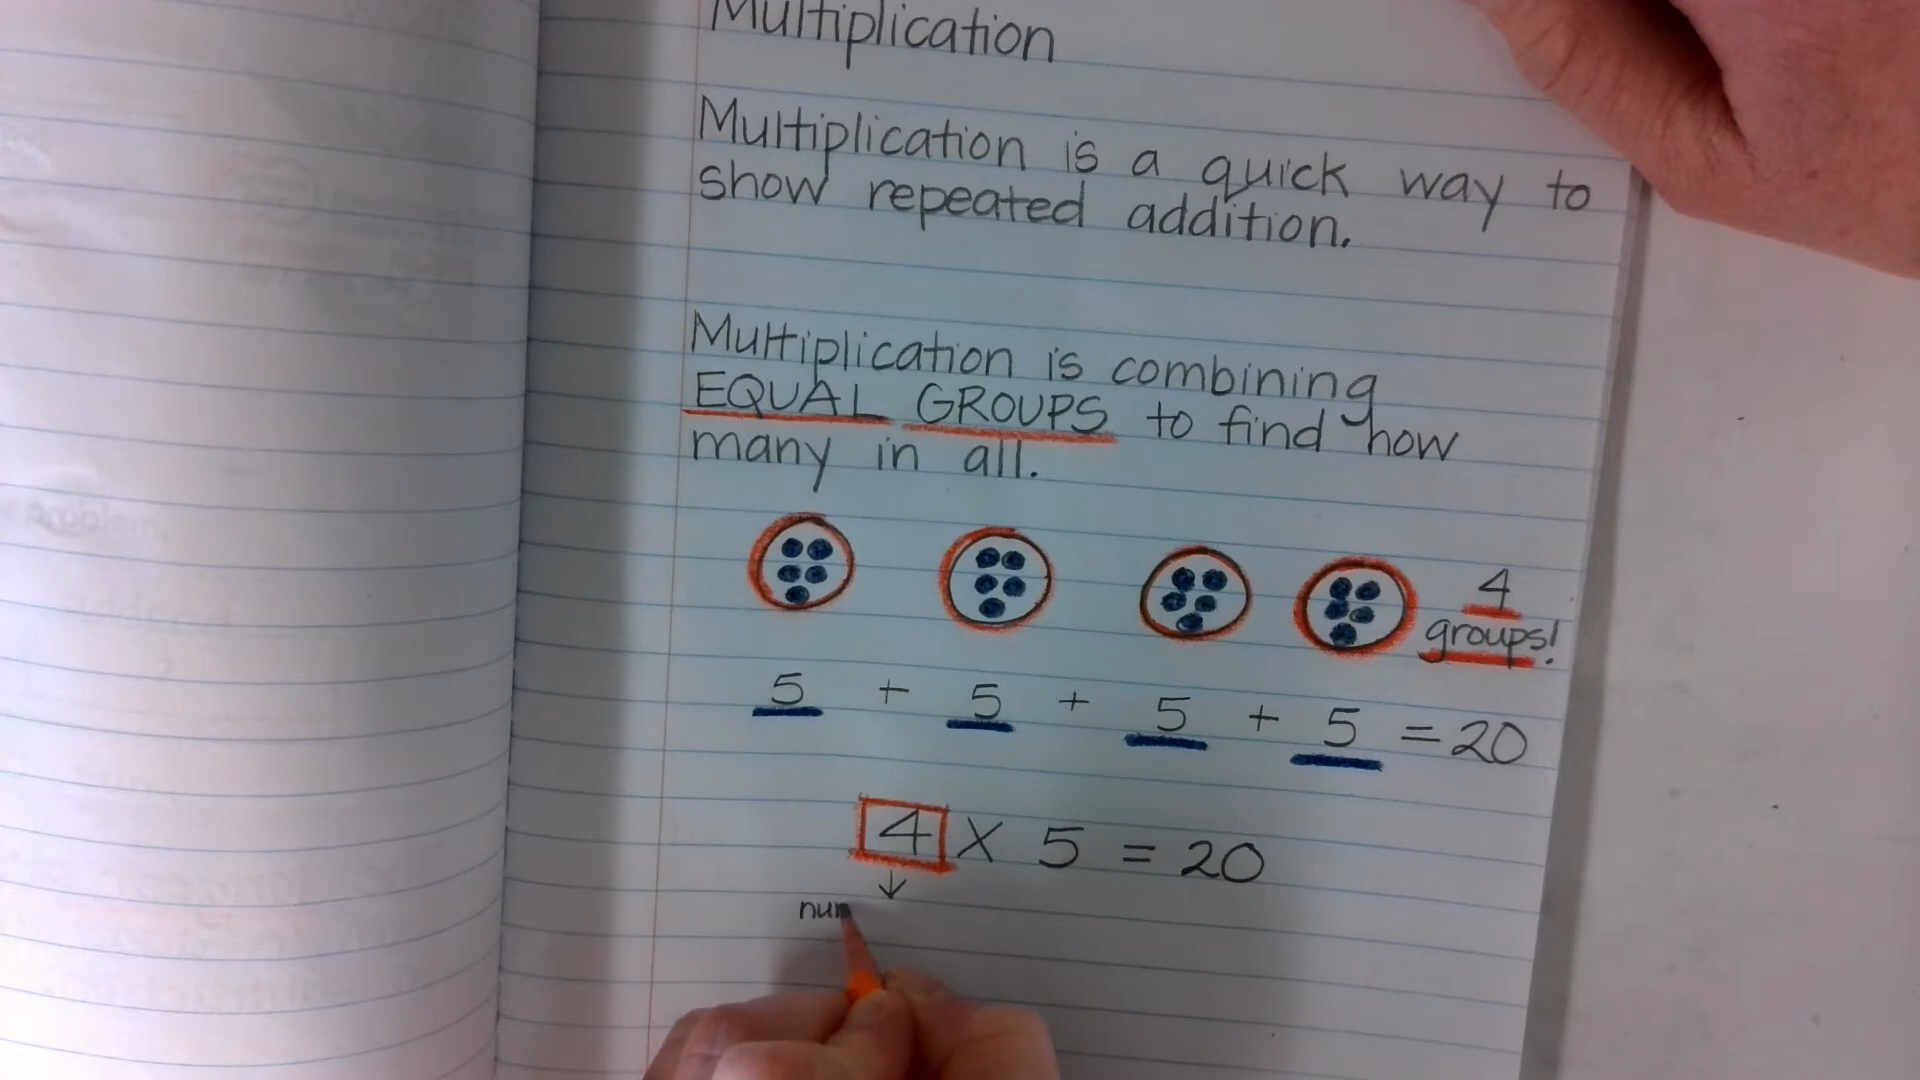 Multiplication
Multiplication is a quick way to
show repeated addition.
Multiplication is combining
EQUAL GROUPS to find how
many in all.
4
groups!
5 + 5 + 5 + 5 = 20
4 X 5 = 20
num